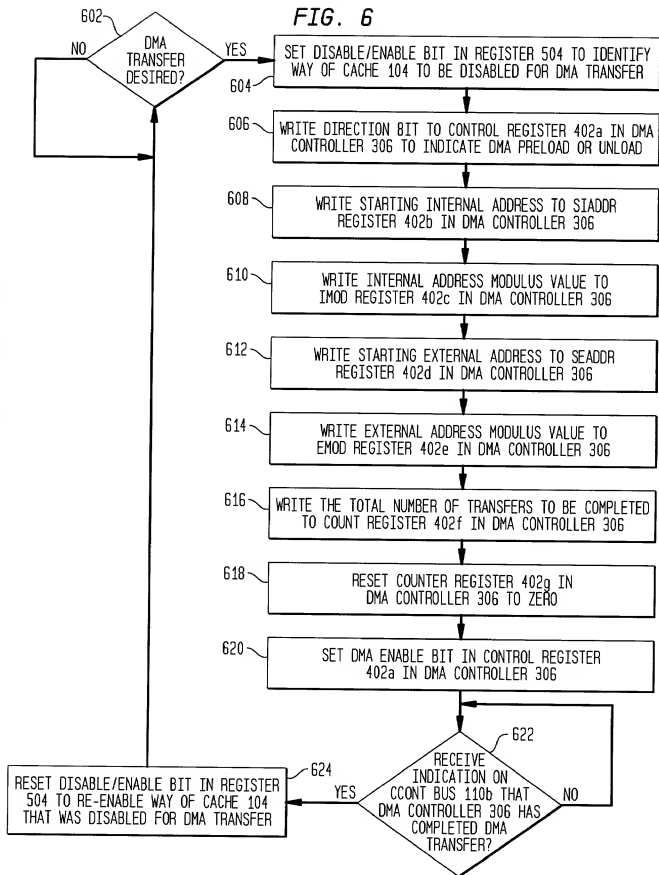 FIG. 6
602
DMA
TRANSFER
DESIRED?
NO
YES
SET DISABLE/ENABLE BIT IN REGISTER 504 TO IDENTIFY
WAY OF CACHE 104 TO BE DISABLED FOR DMA TRANSFER
604
606
WRITE DIRECTION BIT TO CONTROL REGISTER 402a IN DMA
CONTROLLER 306 TO INDICATE DMA PRELOAD OR UNLOAD
608
WRITE STARTING INTERNAL ADDRESS TO SIADDR
REGISTER 402b IN DMA CONTROLLER 306
610
WRITE INTERNAL ADDRESS MODULUS VALUE TO
IMOD REGISTER 402c IN DMA CONTROLLER 306
612
WRITE STARTING EXTERNAL ADDRESS TO SEADDR
REGISTER 402d IN DMA CONTROLLER 306
614
WRITE EXTERNAL ADDRESS MODULUS VALUE TO
EMOD REGISTER 402e IN DMA CONTROLLER 306
616
WRITE THE TOTAL NUMBER OF TRANSFERS TO BE COMPLETED
TO COUNT REGISTER 402f IN DMA CONTROLLER 306
618
RESET COUNTER REGISTER 402g IN
DMA CONTROLLER 306 TO ZERO
620
SET DMA ENABLE BIT IN CONTROL REGISTER
402a IN DMA CONTROLLER 306
622
RECEIVE
INDICATION ON
CCONT BUS 110b THAT
DMA CONTROLLER 306 HAS
COMPLETED DMA
TRANSFER?
NO
YES
624
RESET DISABLE/ENABLE BIT IN REGISTER
504 TO RE-ENABLE WAY OF CACHE 104
THAT WAS DISABLED FOR DMA TRANSFER